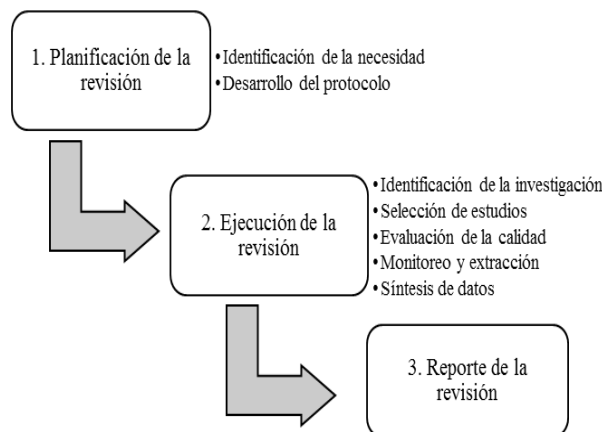 1. Planificación de la
revisión
•Identificación de la necesidad
•Desarrollo del protocolo
2. Ejecución de la
revisión
•Identificación de la investigación
•Selección de estudios
•Evaluación de la calidad
•Monitoreo y extracción
•Síntesis de datos
3. Reporte de la
revisión